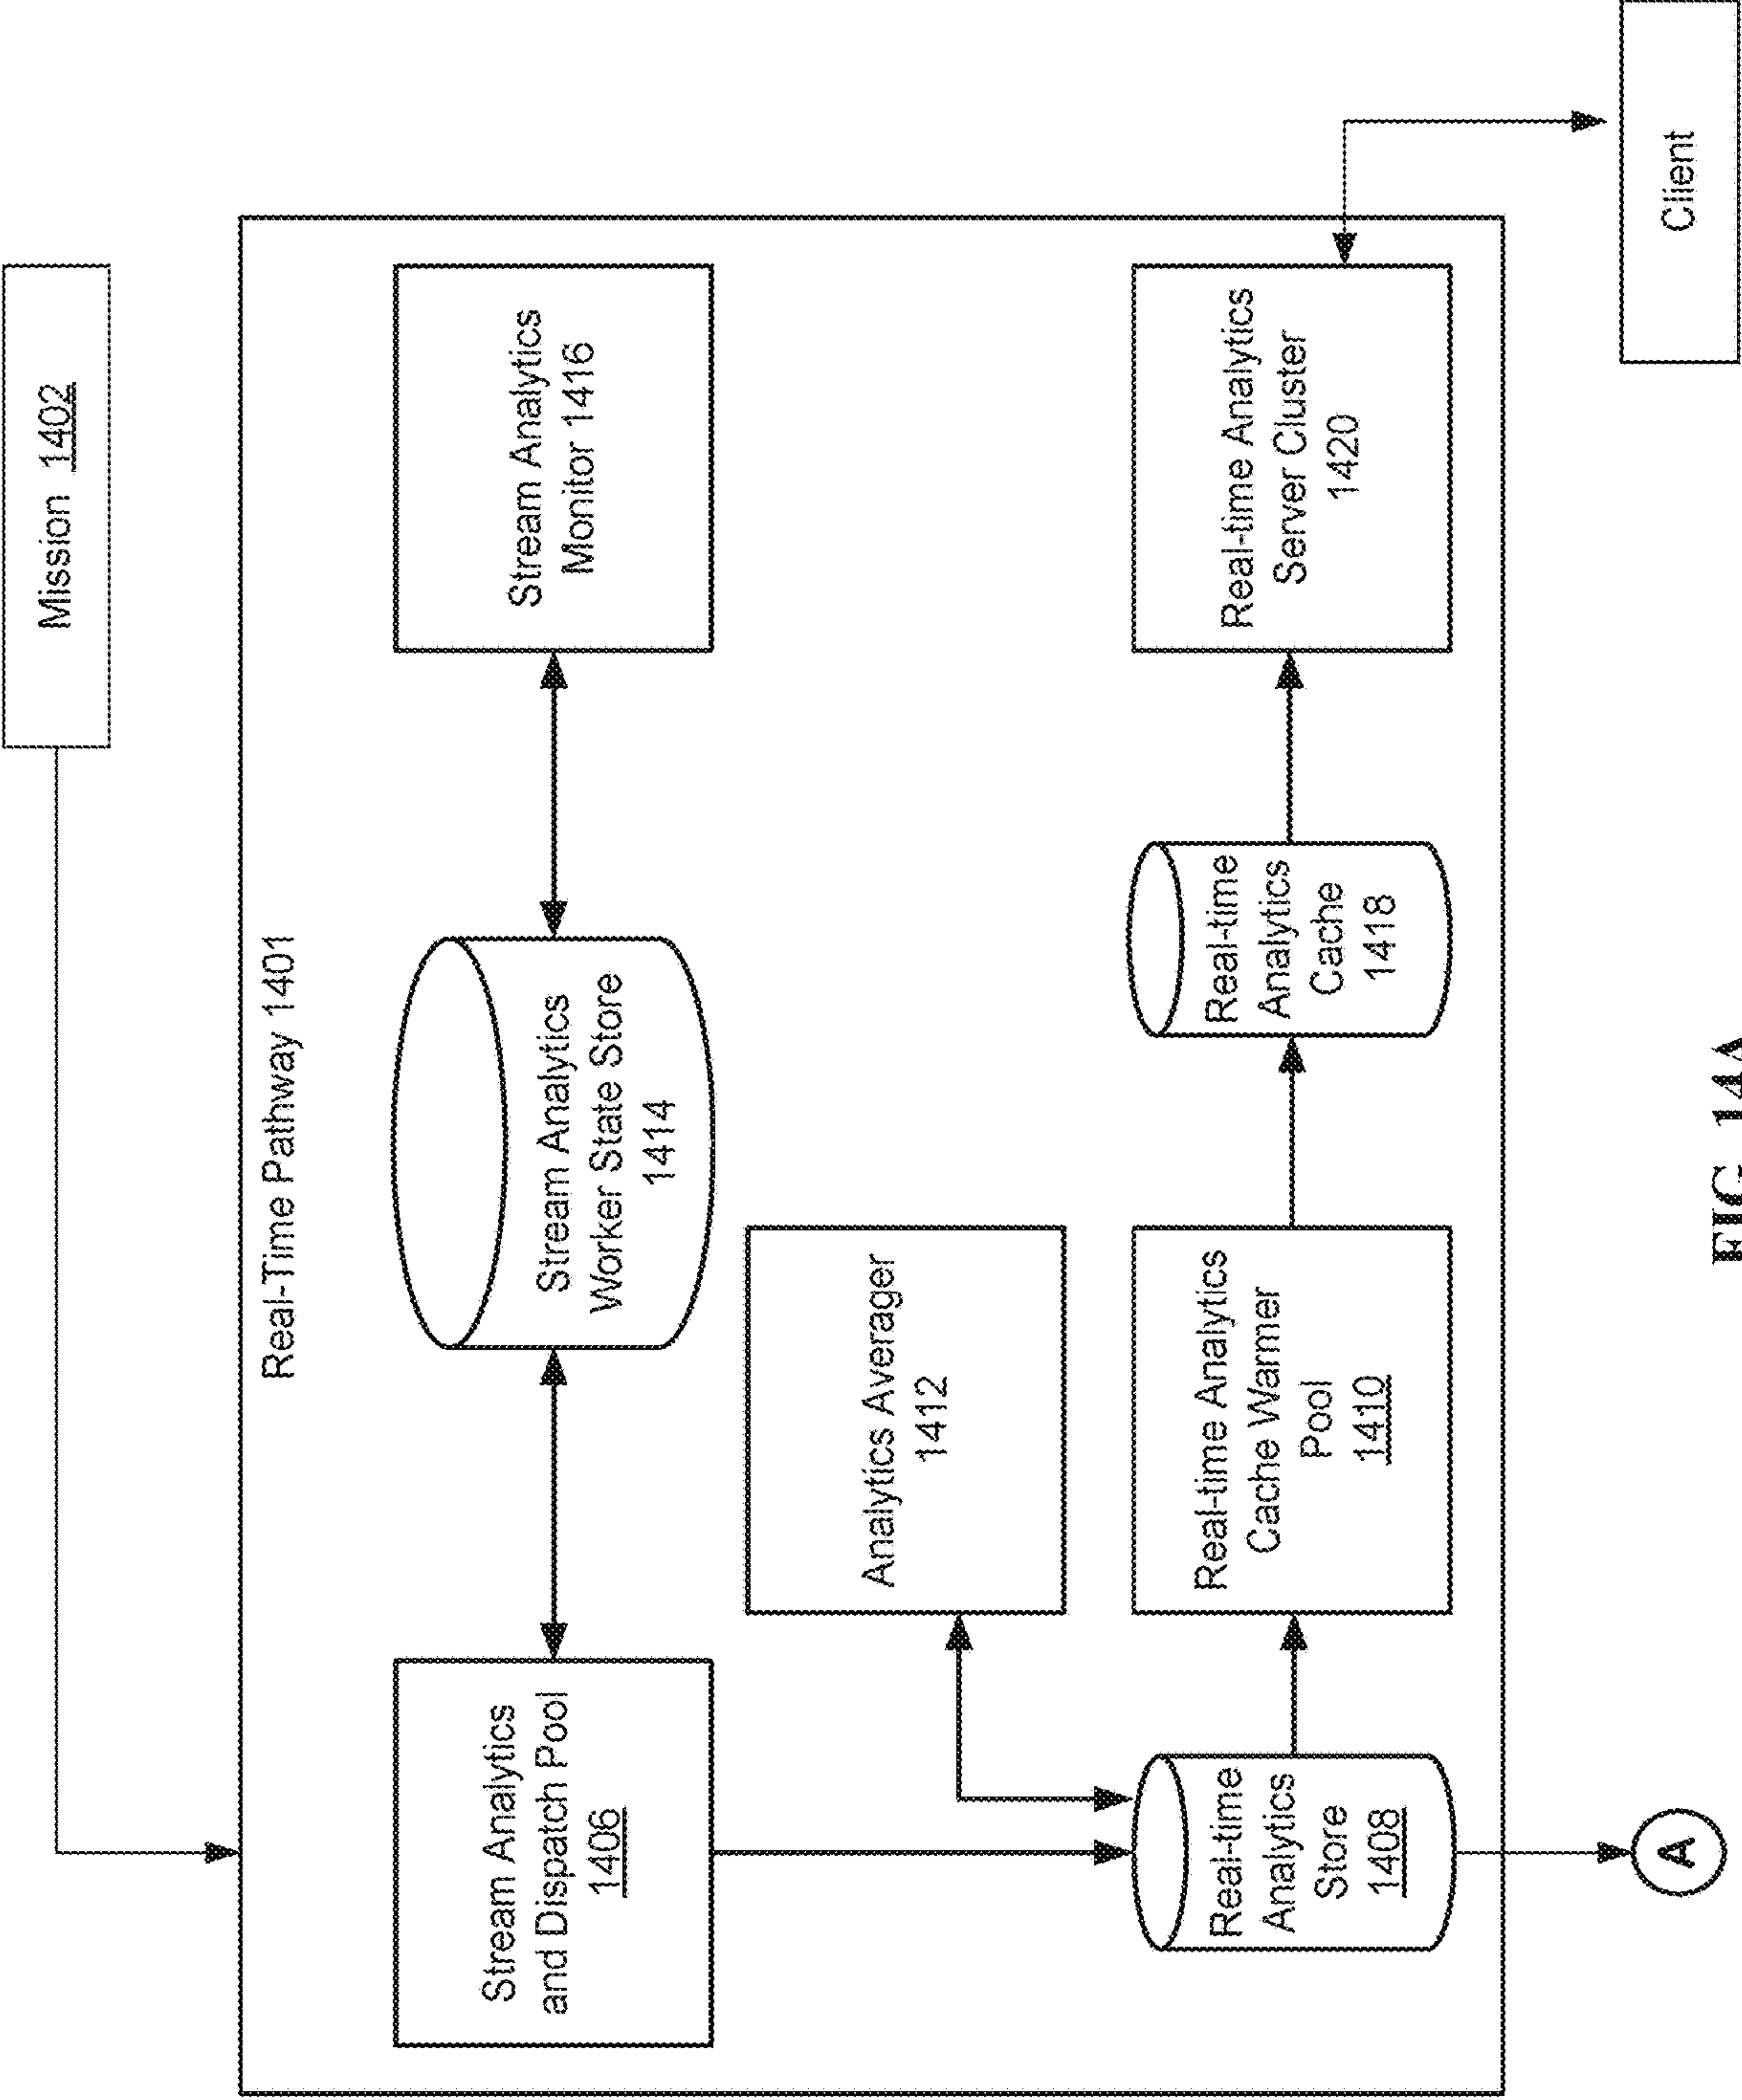 Mission 1402
Real-Time Pathway 1401
Stream Analytics
and Dispatch Pool
1406
Stream Analytics
Worker State Store
1414
Stream Analytics
Monitor 1416
Analytics Averager
1412
Real-time
Analytics
Store
1408
Real-time Analytics
Cache Warmer
Pool
1410
Real-time
Analytics
Cache
1418
Real-time Analytics
Server Cluster
1420
A
Client
FIG. 14A